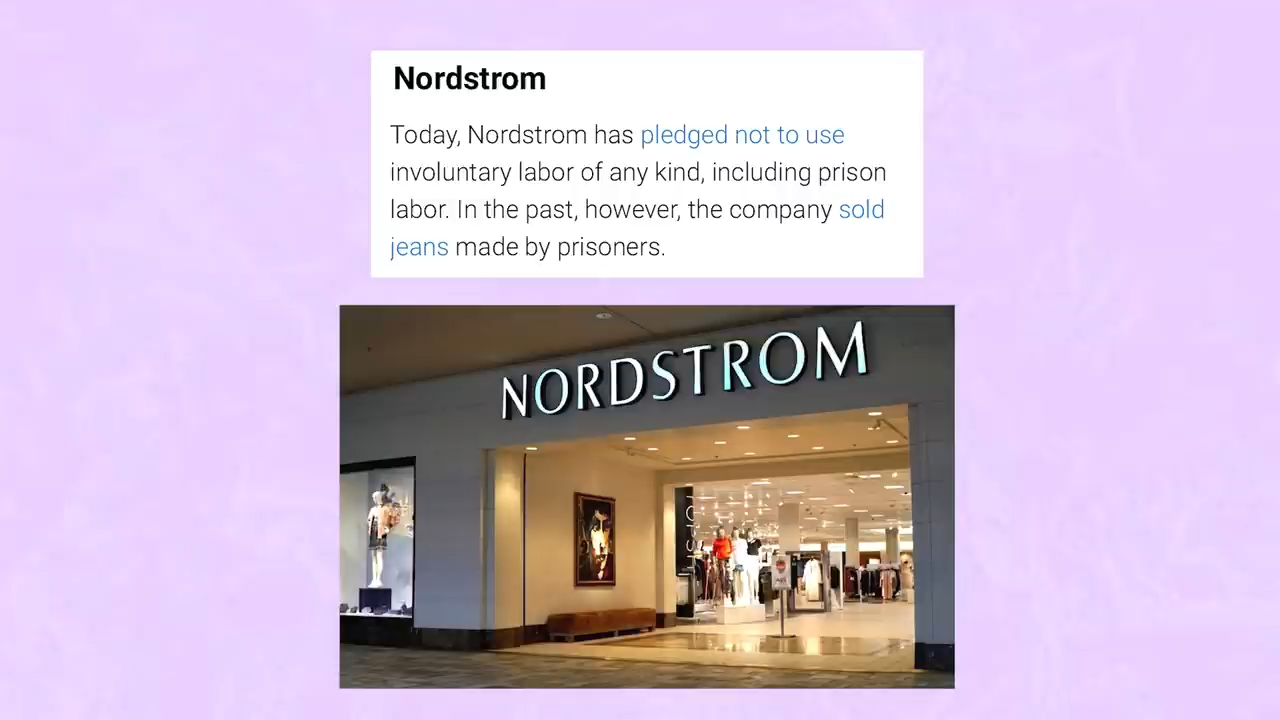 Nordstrom
Today, Nordstrom has pledged not to use
involuntary labor of any kind, including prison
labor. In the past, however, the company sold
jeans made by prisoners.
NORDSTROM